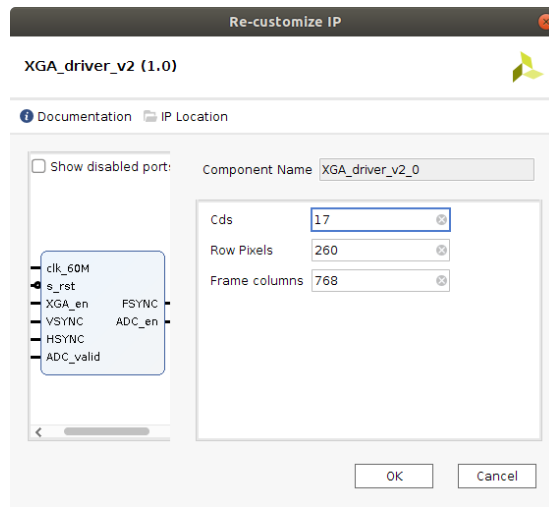 Re-customize IP
XGA_driver_v2 (1.0)
Documentation IP Location
Show disabled ports
Component Name XGA_driver_v2_0
Cds 17
Row Pixels 260
Frame columns 768
clk_60M
s_rst
XGA_en FSYNC
VSYNC ADC_en
HSYNC
ADC_valid
OK Cancel